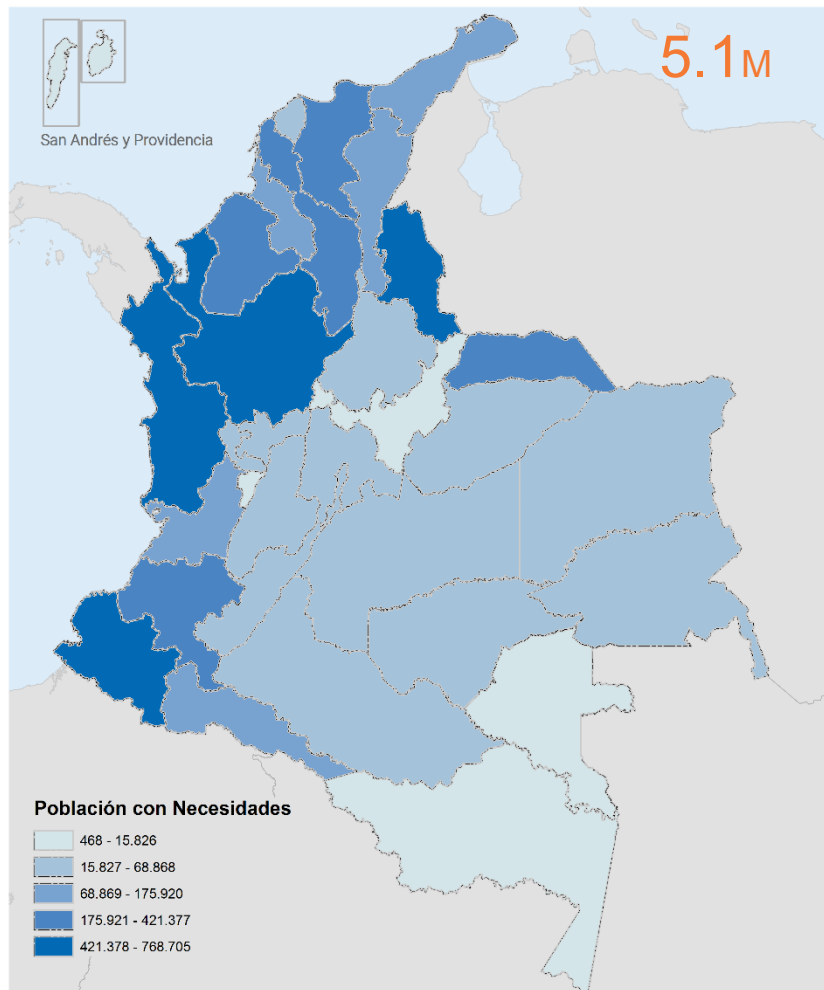 5.1M
San Andrés y Providencia
Población con Necesidades
468 - 15.826
15.827 - 68.868
68.869 - 175.920
175.921 - 421.377
421.378 - 768.705